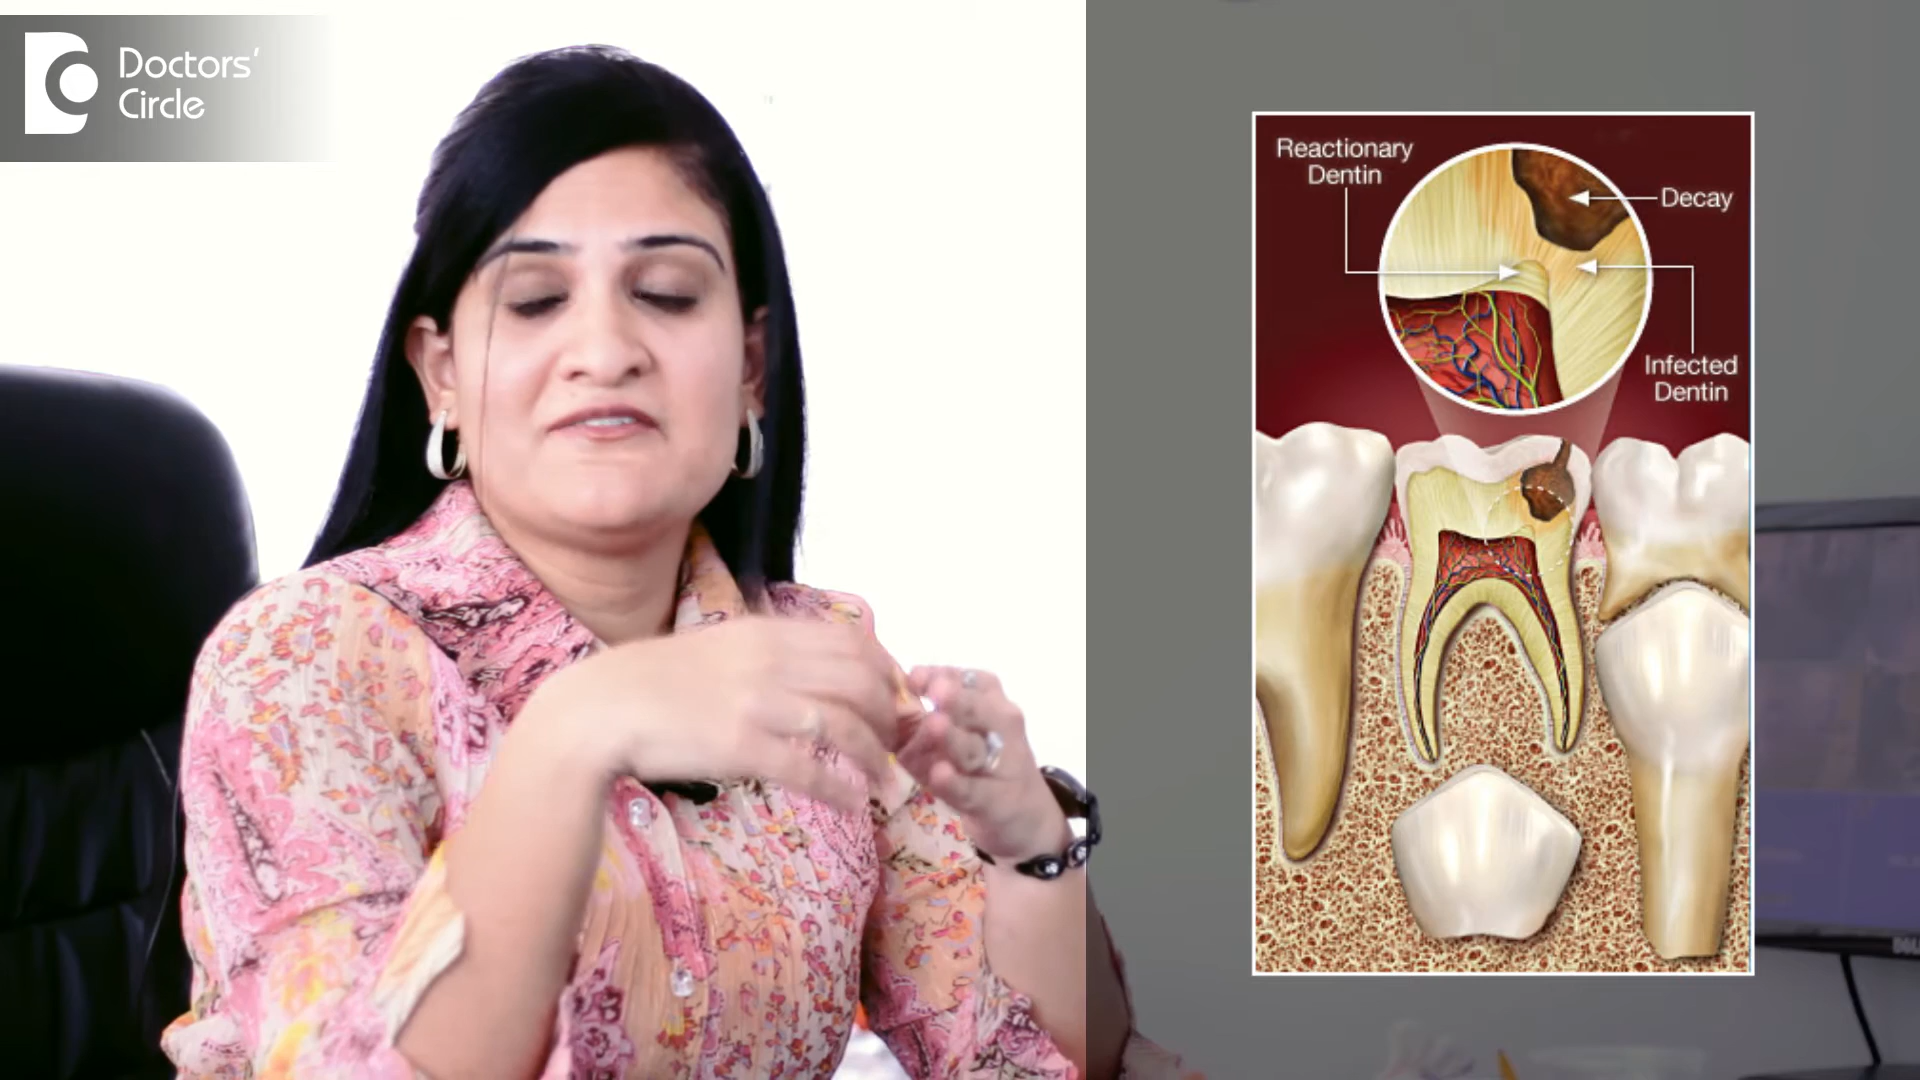 Doctors'
Circle
Reactionary
Dentin
Decay
Infected
Dentin